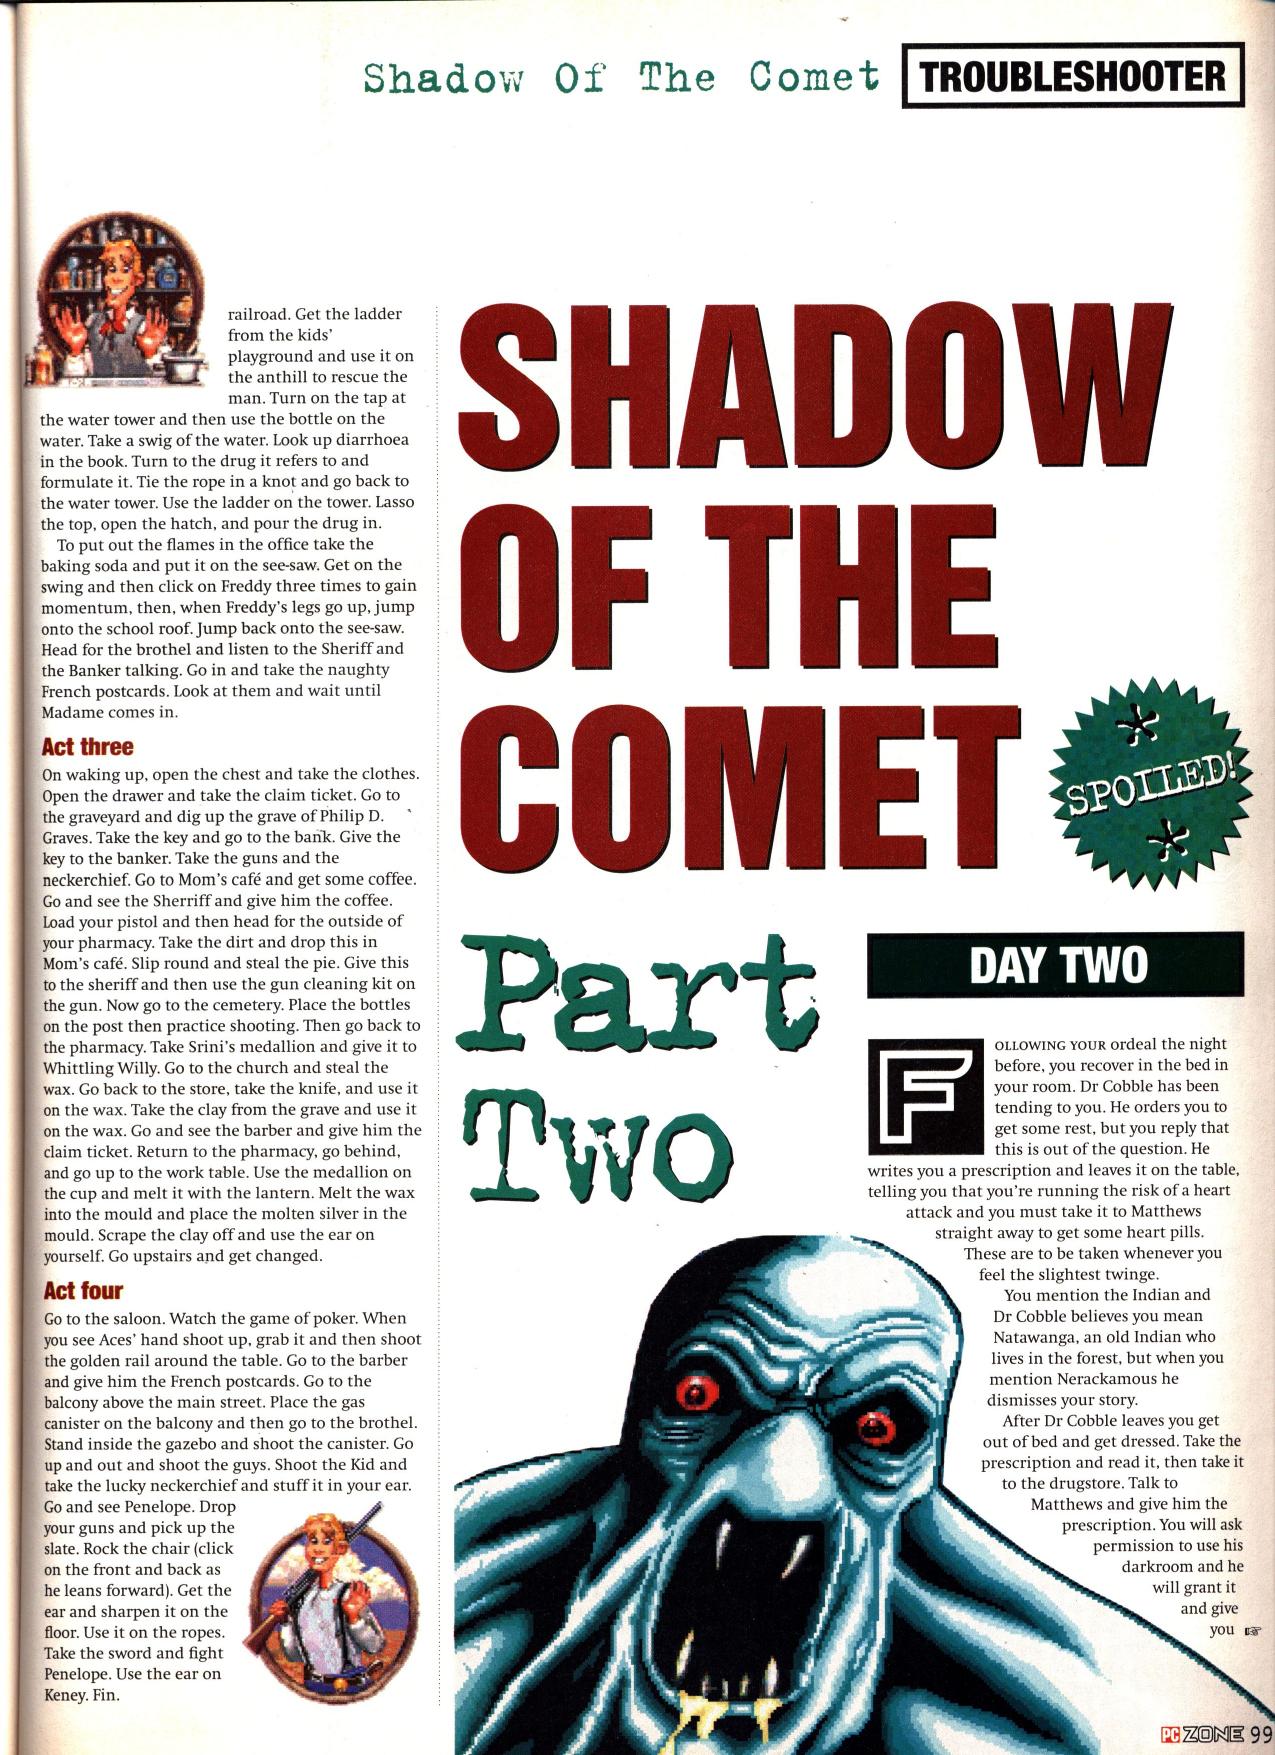 Shadow Of The Comet TROUBLESHOOTER
railroad. Get the ladder
from the kids'
playground and use it on
the anthill to rescue the
man. Turn on the tap at
the water tower and then use the bottle on the
water. Take a swig of the water. Look up diarrhoea
in the book. Turn to the drug it refers to and
formulate it. Tie the rope in a knot and go back to
the water tower. Use the ladder on the tower. Lasso
the top, open the hatch, and pour the drug in.
To put out the flames in the office take the
baking soda and put it on the see-saw. Get on the
swing and then click on Freddy three times to gain
momentum, then, when Freddy's legs go up, jump
onto the school roof. Jump back onto the see-saw.
Head for the brothel and listen to the Sheriff and
the Banker talking. Go in and take the naughty
French postcards. Look at them and wait until
Madame comes in.
Act three
On waking up, open the chest and take the clothes.
Open the drawer and take the claim ticket. Go to
the graveyard and dig up the grave of Philip D.
Graves. Take the key and go to the bank. Give the
key to the banker. Take the guns and the
neckerchief. Go to Mom's café and get some coffee.
Go and see the Sherriff and give him the coffee.
Load your pistol and then head for the outside of
your pharmacy. Take the dirt and drop this in
Mom's café. Slip round and steal the pie. Give this
to the sheriff and then use the gun cleaning kit on
the gun. Now go to the cemetery. Place the bottles
on the post then practice shooting. Then go back to
the pharmacy. Take Srini's medallion and give it to
Whittling Willy. Go to the church and steal the
wax. Go back to the store, take the knife, and use it
on the wax. Take the clay from the grave and use it
on the wax. Go and see the barber and give him the
claim ticket. Return to the pharmacy, go behind,
and go up to the work table. Use the medallion on
the cup and melt it with the lantern. Melt the wax
into the mould and place the molten silver in the
mould. Scrape the clay off and use the ear on
yourself. Go upstairs and get changed.
Act four
Go to the saloon. Watch the game of poker. When
you see Aces' hand shoot up, grab it and then shoot
the golden rail around the table. Go to the barber
and give him the French postcards. Go to the
balcony above the main street. Place the gas
canister on the balcony and then go to the brothel.
Stand inside the gazebo and shoot the canister. Go
up and out and shoot the guys. Shoot the Kid and
take the lucky neckerchief and stuff it in your ear.
Go and see Penelope. Drop
your guns and pick up the
slate. Rock the chair (click
on the front and back as
he leans forward). Get the
ear and sharpen it on the
floor. Use it on the ropes.
Take the sword and fight
Penelope. Use the ear on
Keney. Fin.
SHADOW
OF THE
COMET
SPOILED!
Part
Two
DAY TWO
FOLLOWING YOUR ordeal the night
before, you recover in the bed in
your room. Dr Cobble has been
tending to you. He orders you to
get some rest, but you reply that
this is out of the question. He
writes you a prescription and leaves it on the table,
telling you that you're running the risk of a heart
attack and you must take it to Matthews
straight away to get some heart pills.
These are to be taken whenever you
feel the slightest twinge.
You mention the Indian and
Dr Cobble believes you mean
Natawanga, an old Indian who
lives in the forest, but when you
mention Nerackamous he
dismisses your story.
After Dr Cobble leaves you get
out of bed and get dressed. Take the
prescription and read it, then take it
to the drugstore. Talk to
Matthews and give him the
prescription. You will ask
permission to use his
darkroom and he
will grant it
and give
you ☞
PC ZONE 99